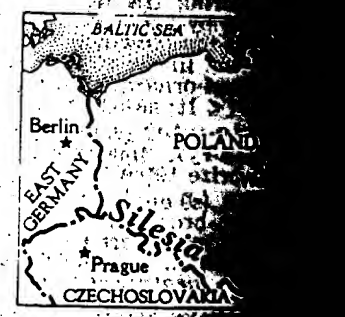 BALTIC SEA
Berlin
POLAND
EAST
GERMANY
Silesia
Prague
CZECHOSLOVAKIA